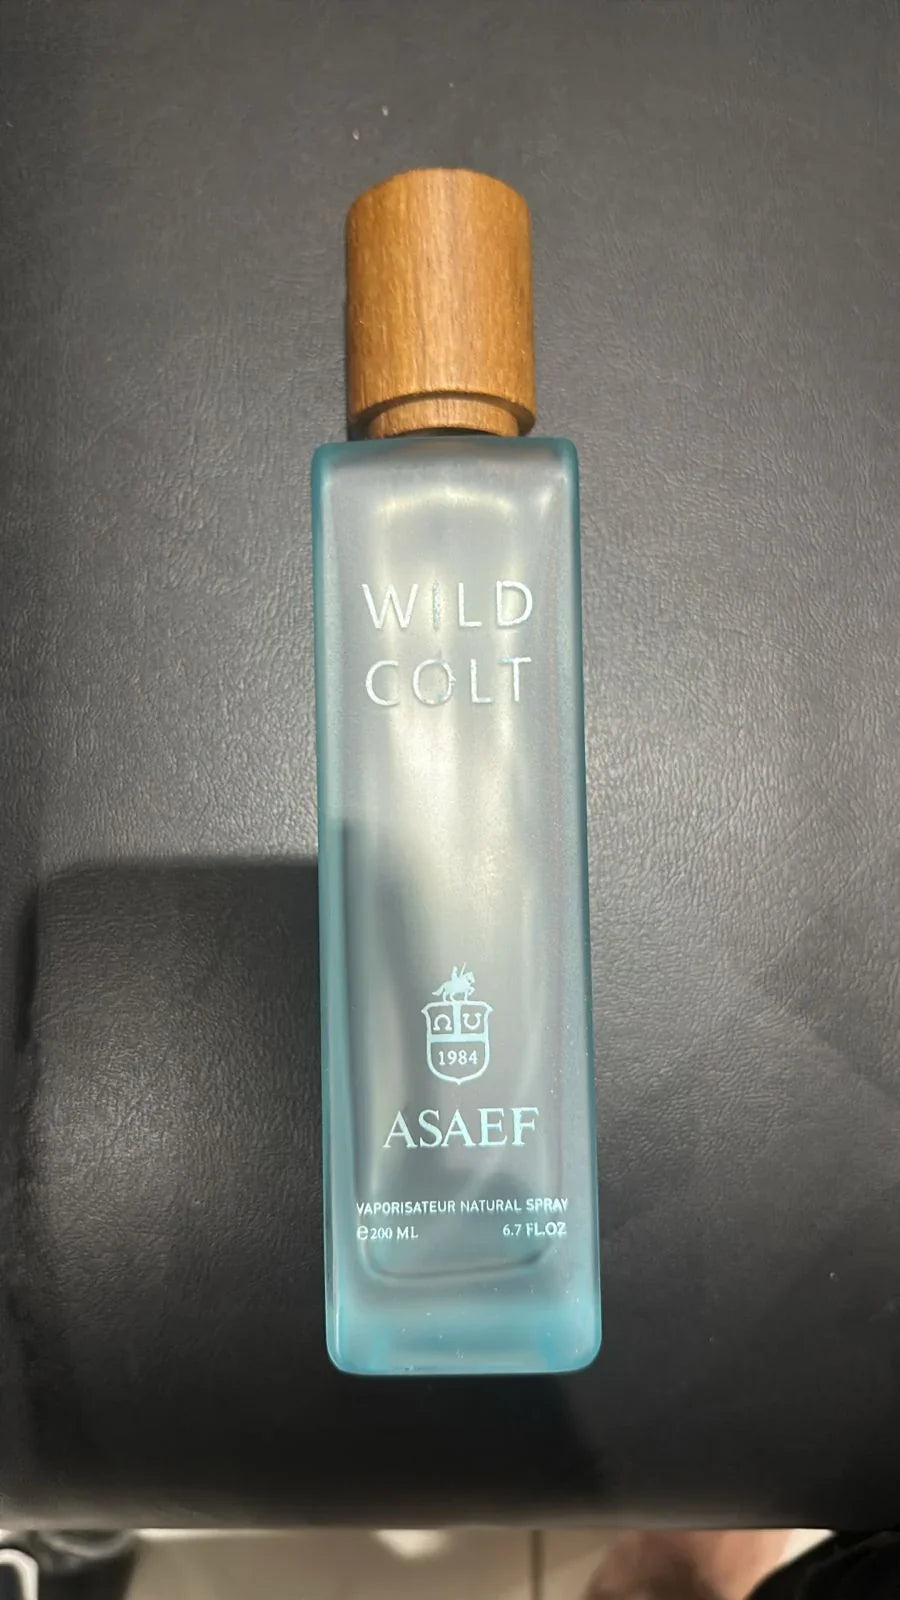 WILD
COLT
Ω Ʊ
1984
ASAEF
VAPORISATEUR NATURAL SPRAY
℮ 200 ML 6.7 FL.OZ